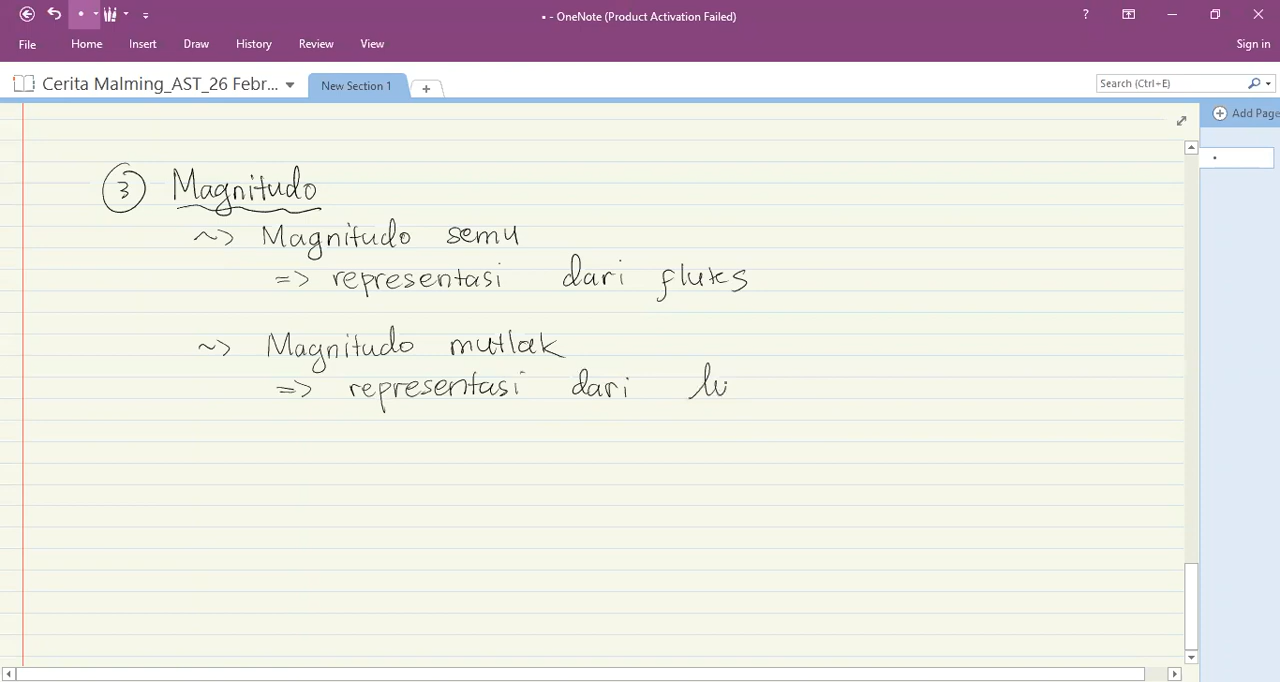 • - OneNote (Product Activation Failed)
?
File Home Insert Draw History Review View
Sign in
Cerita Malming_AST_26 Febr... New Section 1 +
Search (Ctrl+E)
Add Page
3 Magnitudo
~> Magnitudo semu
=> representasi dari fluks
~> Magnitudo mutlak
=> representasi dari lu